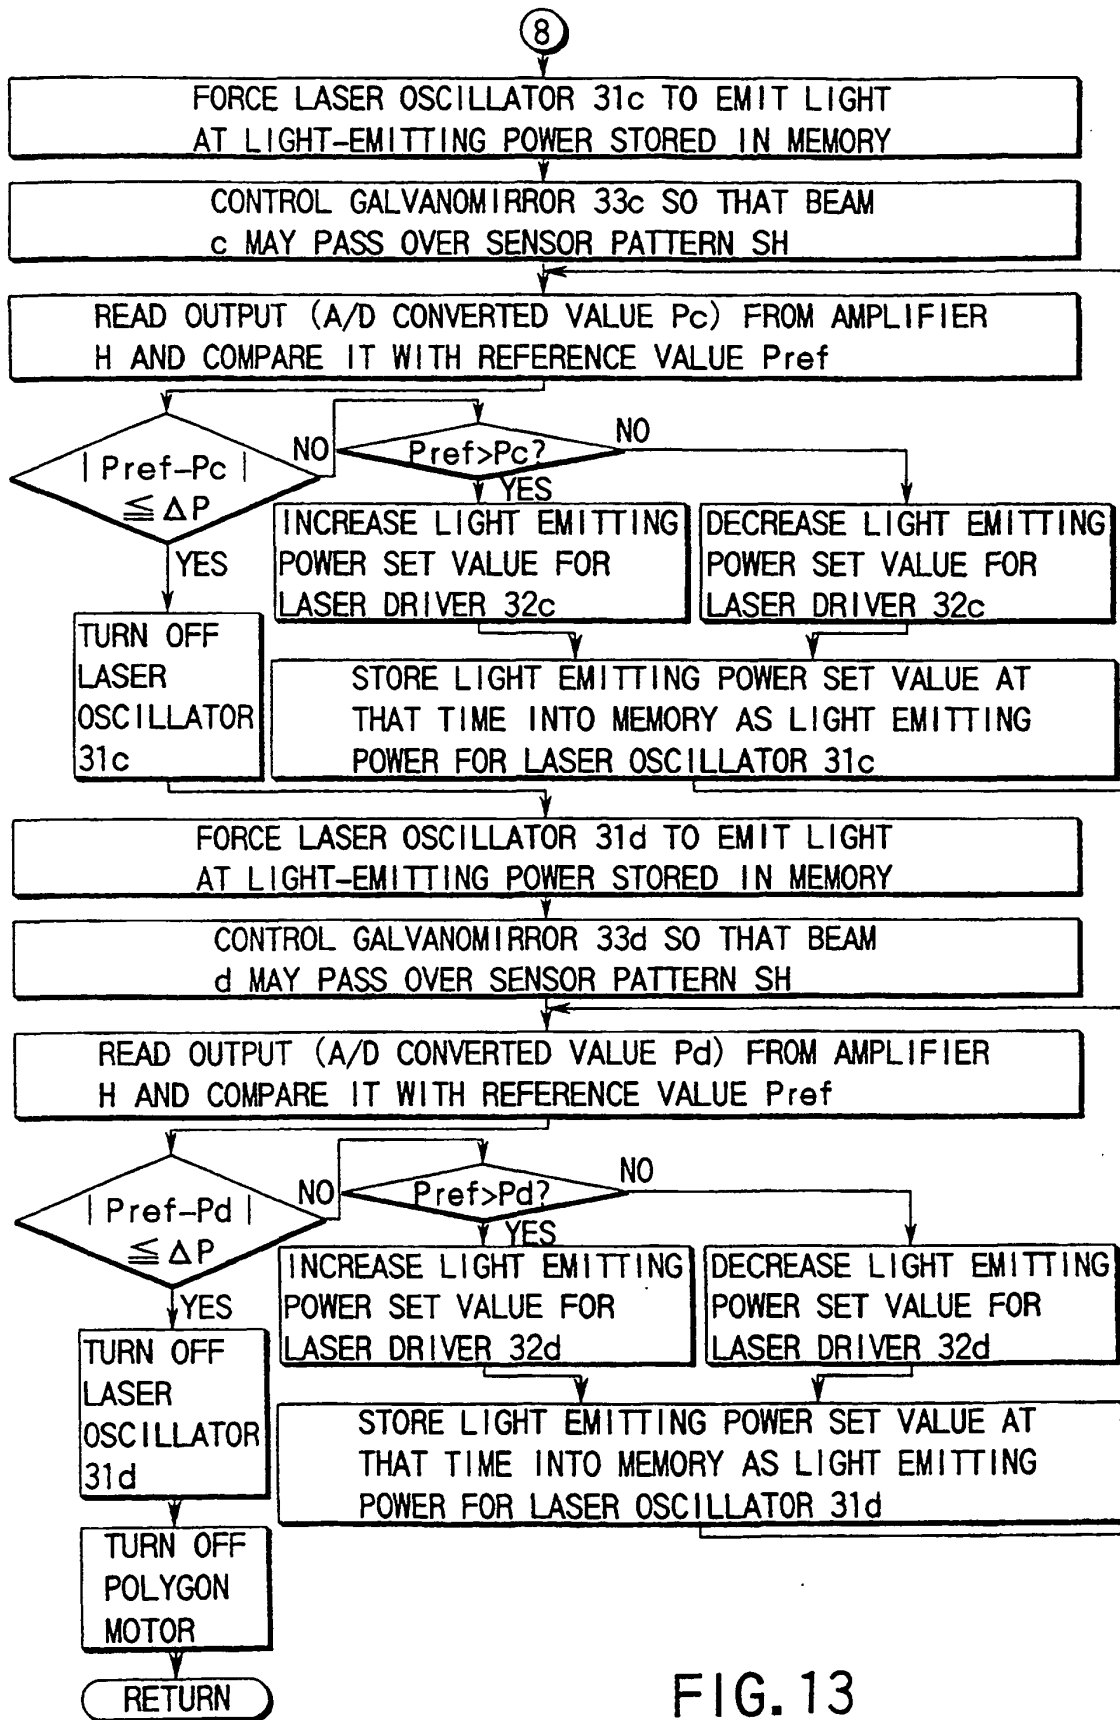 8
FORCE LASER OSCILLATOR 31c TO EMIT LIGHT
AT LIGHT-EMITTING POWER STORED IN MEMORY
CONTROL GALVANOMIRROR 33c SO THAT BEAM
c MAY PASS OVER SENSOR PATTERN SH
READ OUTPUT (A/D CONVERTED VALUE Pc) FROM AMPLIFIER
H AND COMPARE IT WITH REFERENCE VALUE Pref
| Pref-Pc |
≦ ΔP
NO
Pref>Pc?
NO
YES
YES
INCREASE LIGHT EMITTING
POWER SET VALUE FOR
LASER DRIVER 32c
DECREASE LIGHT EMITTING
POWER SET VALUE FOR
LASER DRIVER 32c
TURN OFF
LASER
OSCILLATOR
31c
STORE LIGHT EMITTING POWER SET VALUE AT
THAT TIME INTO MEMORY AS LIGHT EMITTING
POWER FOR LASER OSCILLATOR 31c
FORCE LASER OSCILLATOR 31d TO EMIT LIGHT
AT LIGHT-EMITTING POWER STORED IN MEMORY
CONTROL GALVANOMIRROR 33d SO THAT BEAM
d MAY PASS OVER SENSOR PATTERN SH
READ OUTPUT (A/D CONVERTED VALUE Pd) FROM AMPLIFIER
H AND COMPARE IT WITH REFERENCE VALUE Pref
| Pref-Pd |
≦ ΔP
NO
Pref>Pd?
NO
YES
YES
INCREASE LIGHT EMITTING
POWER SET VALUE FOR
LASER DRIVER 32d
DECREASE LIGHT EMITTING
POWER SET VALUE FOR
LASER DRIVER 32d
TURN OFF
LASER
OSCILLATOR
31d
STORE LIGHT EMITTING POWER SET VALUE AT
THAT TIME INTO MEMORY AS LIGHT EMITTING
POWER FOR LASER OSCILLATOR 31d
TURN OFF
POLYGON
MOTOR
RETURN
FIG. 13